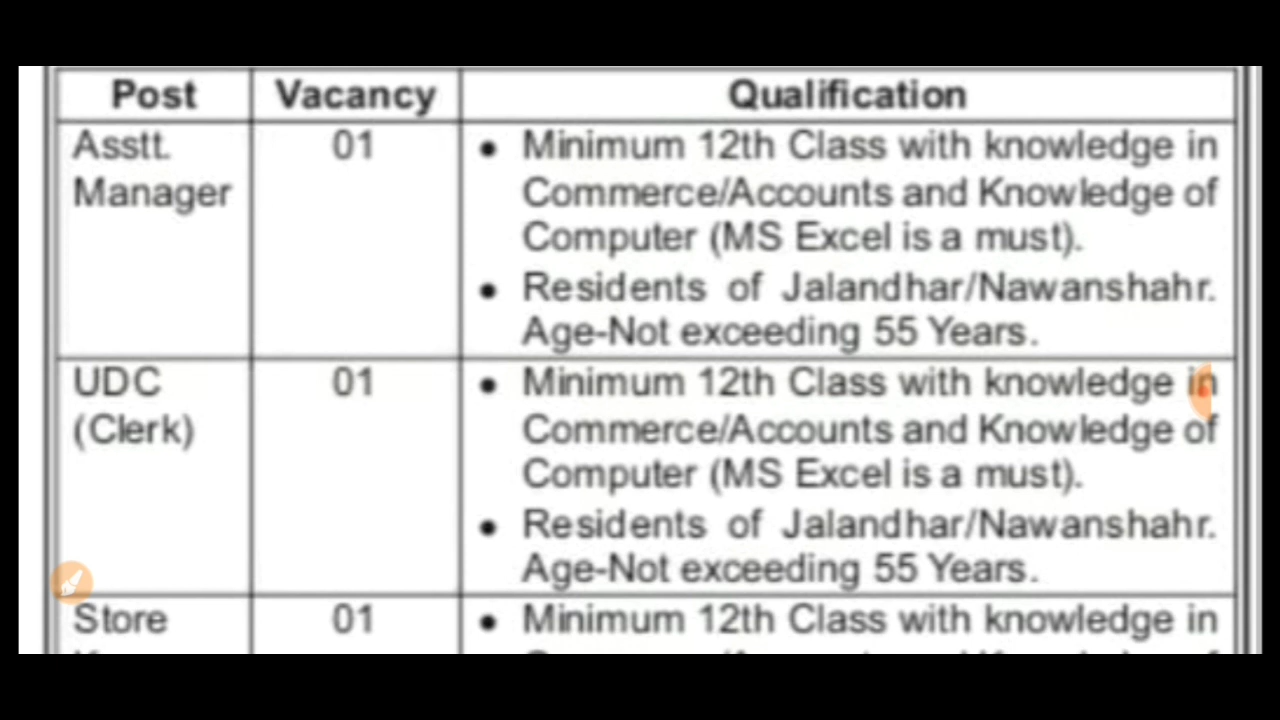 Post Vacancy Qualification
Asstt. 01 • Minimum 12th Class with knowledge in
Manager Commerce/Accounts and Knowledge of
Computer (MS Excel is a must).
• Residents of Jalandhar/Nawanshahr.
Age-Not exceeding 55 Years.
UDC 01 • Minimum 12th Class with knowledge in
(Clerk) Commerce/Accounts and Knowledge of
Computer (MS Excel is a must).
• Residents of Jalandhar/Nawanshahr.
Age-Not exceeding 55 Years.
Store 01 • Minimum 12th Class with knowledge in